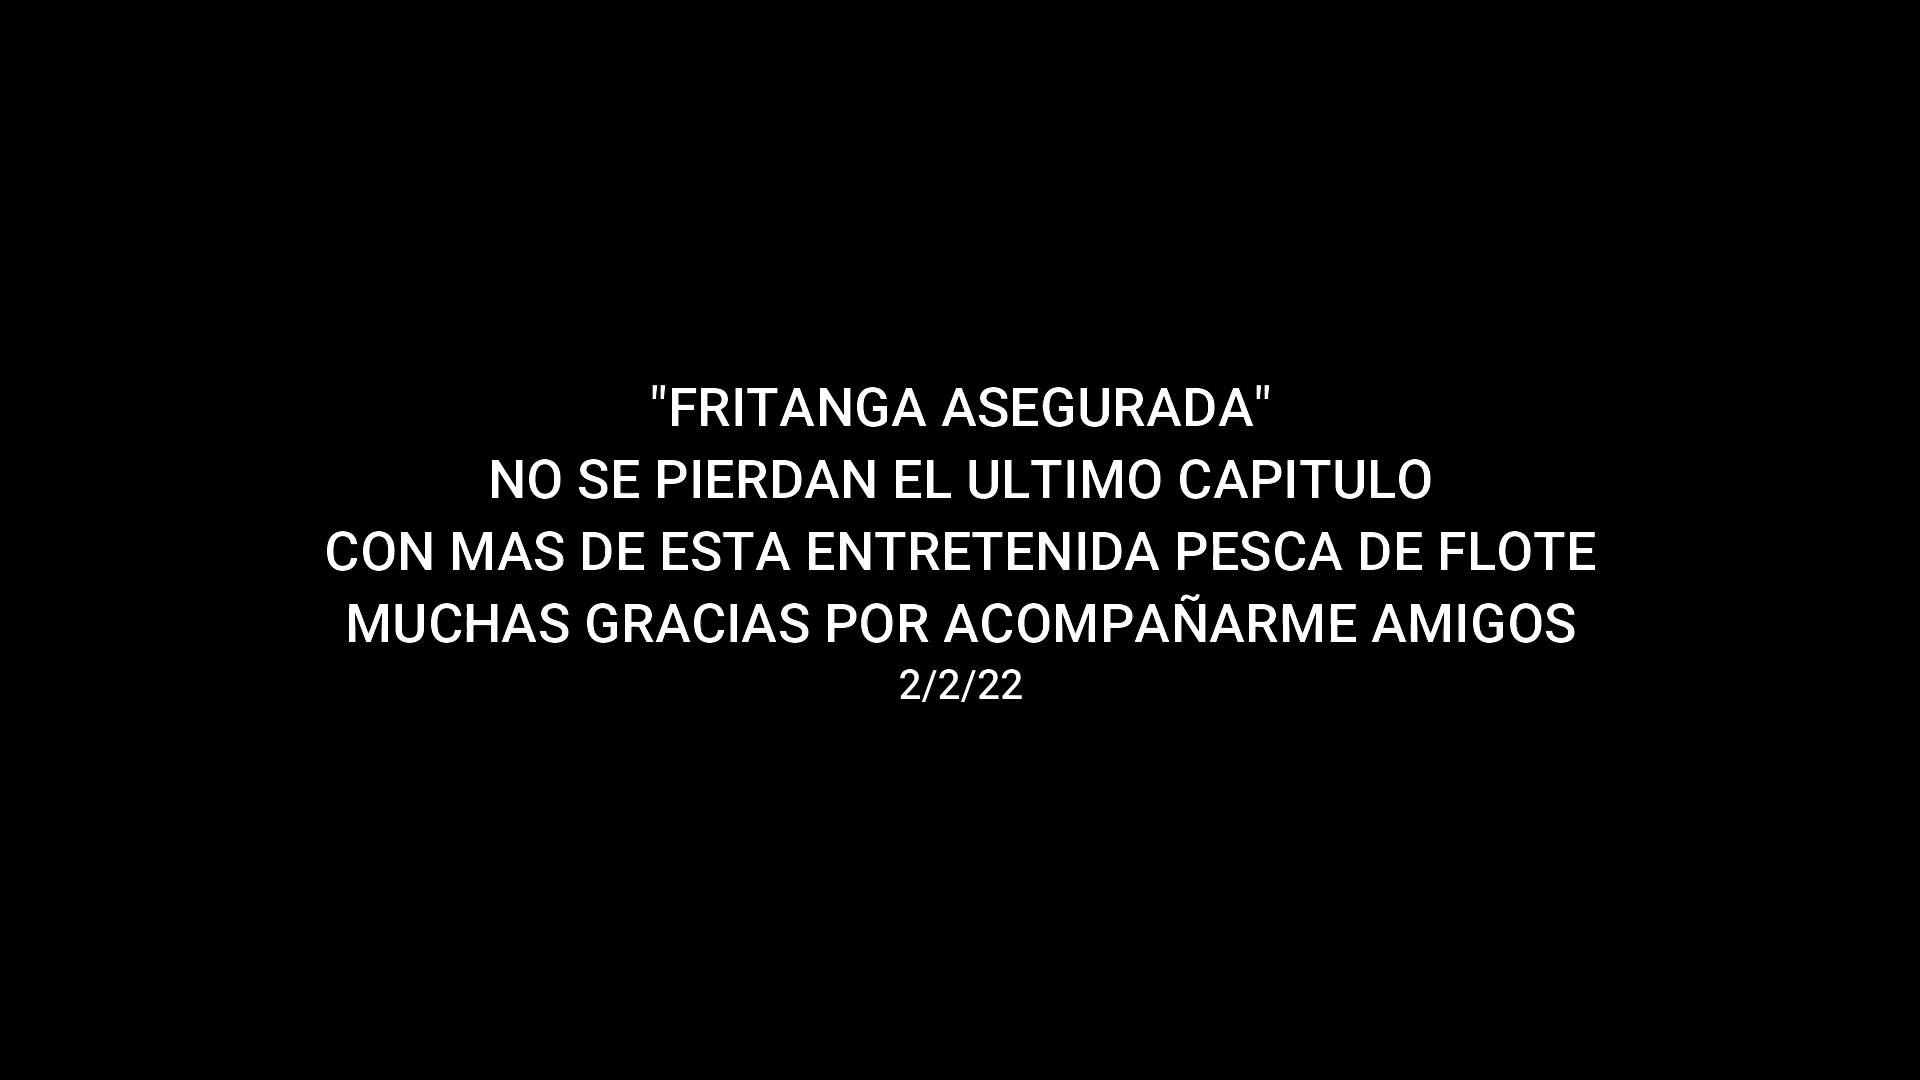 "FRITANGA ASEGURADA"
NO SE PIERDAN EL ULTIMO CAPITULO
CON MAS DE ESTA ENTRETENIDA PESCA DE FLOTE
MUCHAS GRACIAS POR ACOMPAÑARME AMIGOS
2/2/22